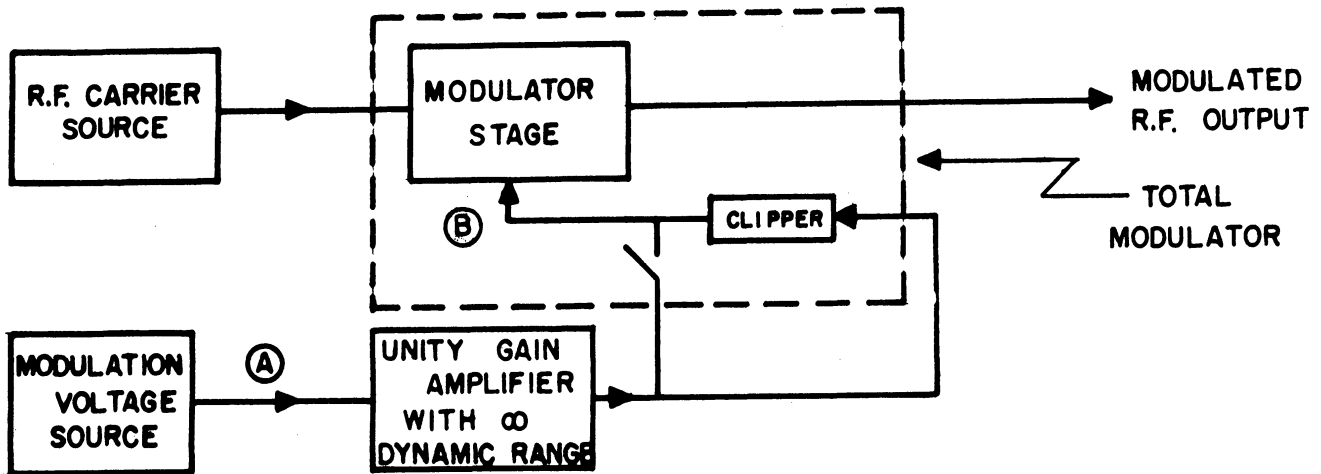 R.F. CARRIER
SOURCE
MODULATOR
STAGE
MODULATED
R.F. OUTPUT
TOTAL
MODULATOR
B
CLIPPER
MODULATION
VOLTAGE
SOURCE
A
UNITY GAIN
AMPLIFIER
WITH ∞
DYNAMIC RANGE